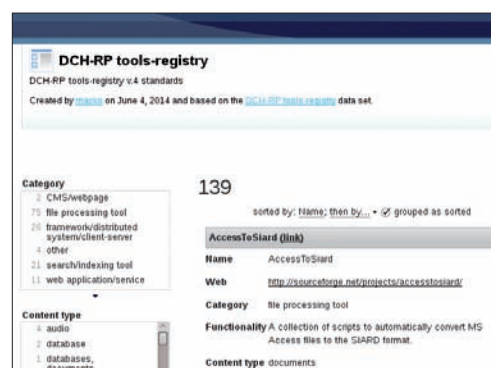 DCH-RP tools-registry
DCH-RP tools-registry v.4 standards
Created by on June 4, 2014 and based on the DCH-RP tools-registry data set.
Category
2 CMS/webpage
75 file processing tool
26 framework/distributed
system/client-server
4 other
21 search/indexing tool
11 web application/service
Content type
4 audio
2 database
1 databases,
documents
139
sorted by: Name; then by... • grouped as sorted
AccessToSiard (link)
Name AccessToSiard
Web http://sourceforge.net/projects/accesstosiard/
Category file processing tool
Functionality A collection of scripts to automatically convert MS
Access files to the SIARD format.
Content type documents